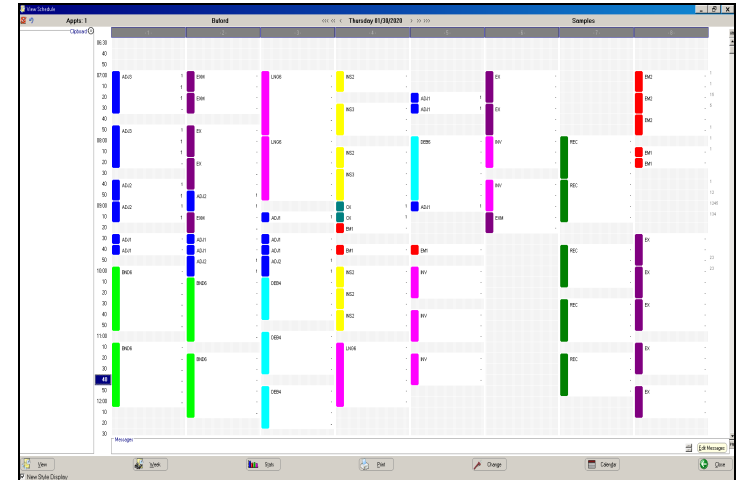 View Schedule
Appts: 1 Buford <<< << < Thursday 01/30/2020 > >> >>> Samples
Clipboard 1 2 3 4 5 6 7 8
06:30
40
50
07:00 ADJ3 EXM LNG6 INS2 EX EM2
10
20 EXM ADJ1 EM2
30 INS3 ADJ1 EX
40 EM2
50 ADJ3 EX
08:00 LNG6 DEB6 INV REC
10 INS2 EM1
20 EX EM1
30 INS3
40 ADJ2 INV REC
50 ADJ2
09:00 ADJ2 OX ADJ1
10 EXM ADJ1 OX EXM
20 EM1
30 ADJ1 ADJ1 ADJ1 EX
40 ADJ1 ADJ1 ADJ1 EM1 EM1 REC
50 ADJ2 ADJ2
10:00 BND6 INS2 INV EX
10 BND6 DEB4
20 INS2
30 REC EX
40 INS2 INV
50
11:00 DEB4
10 BND6 LNG6 EX
20 BND6 INV REC
30
40
50 DEB4 EX
12:00
10
20
30
Messages
Edit Messages
View Week Stats Print Change Calendar Close
New Style Display